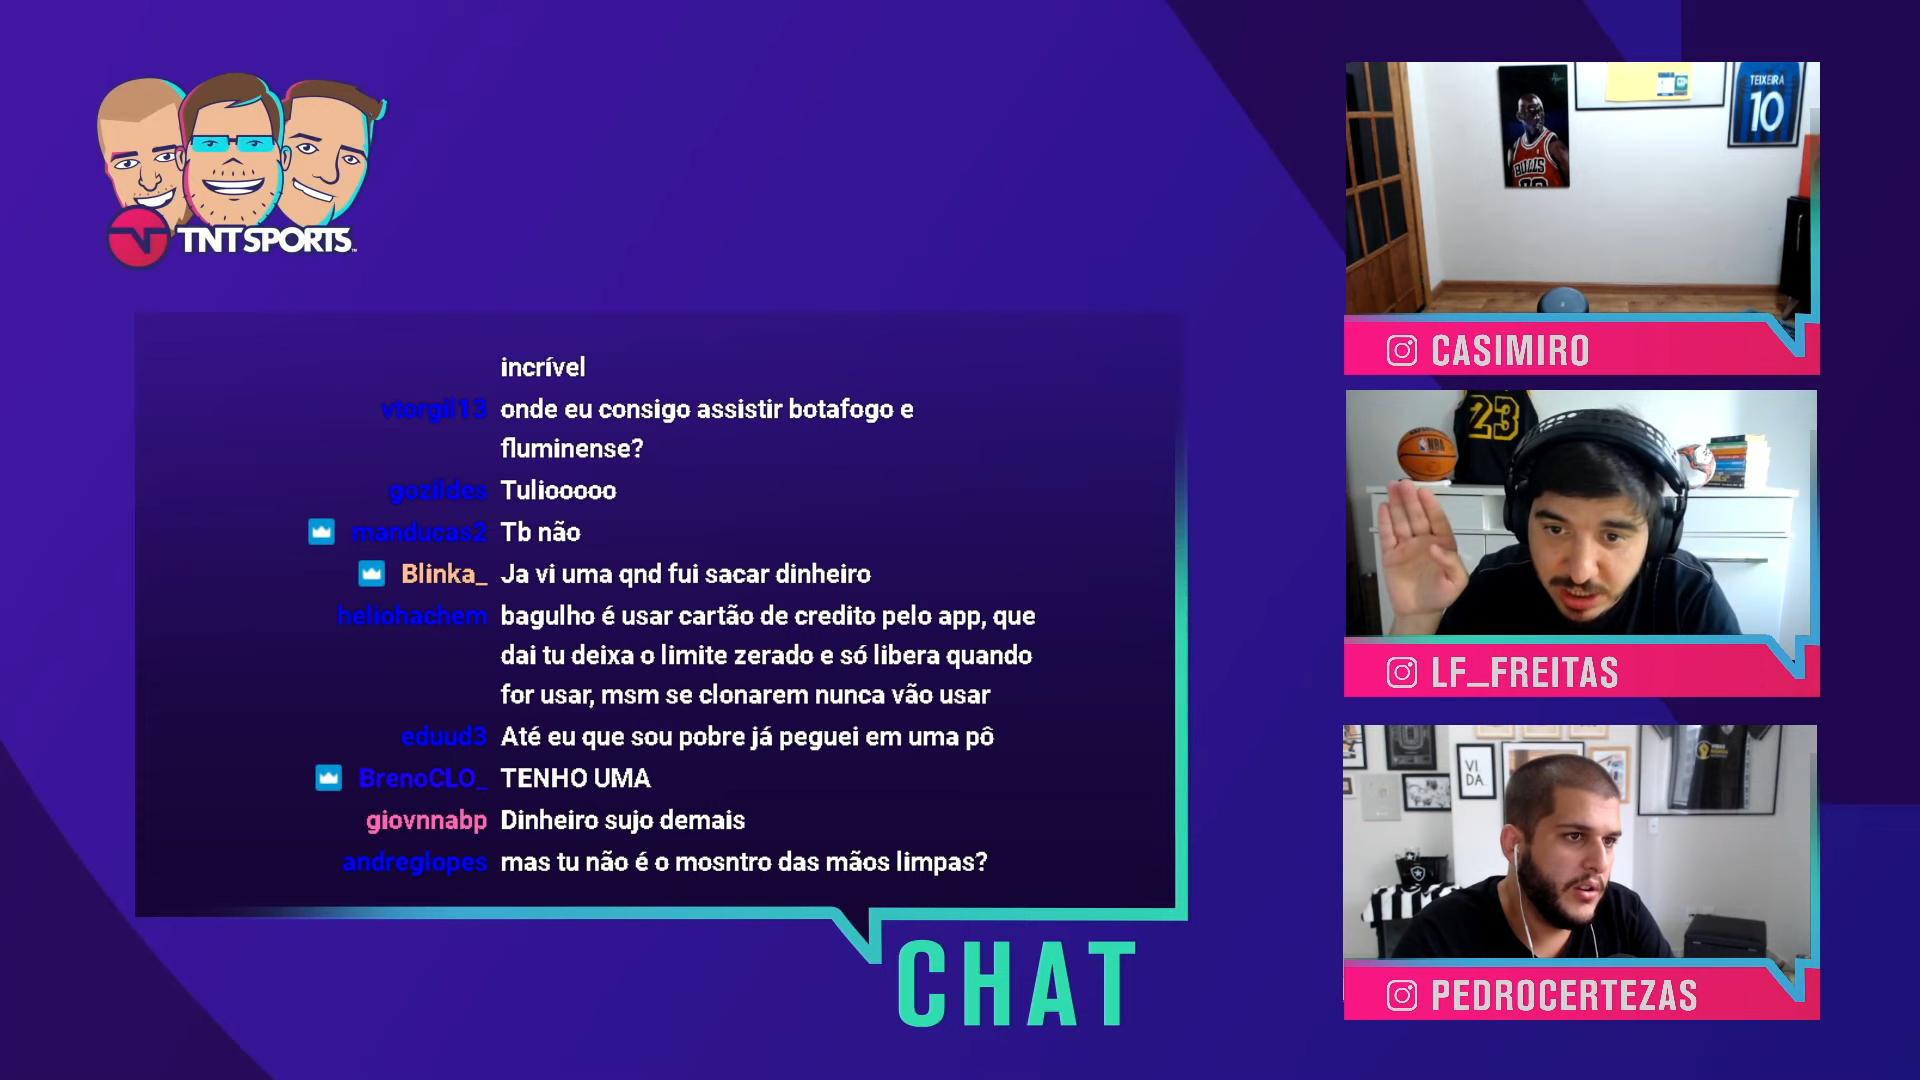 TNT SPORTS
incrível
vtorgil13 onde eu consigo assistir botafogo e
fluminense?
gozildes Tuliooooo
manducas2 Tb não
Blinka_ Ja vi uma qnd fui sacar dinheiro
heliohachem bagulho é usar cartão de credito pelo app, que
dai tu deixa o limite zerado e só libera quando
for usar, msm se clonarem nunca vão usar
eduud3 Até eu que sou pobre já peguei em uma pô
BrenoCLO_ TENHO UMA
giovnnabp Dinheiro sujo demais
andreglopes mas tu não é o mosntro das mãos limpas?
CHAT
TEIXEIRA
10
BULLS
CASIMIRO
23
NBA
LF_FREITAS
VI
DA.
PEDROCERTEZAS